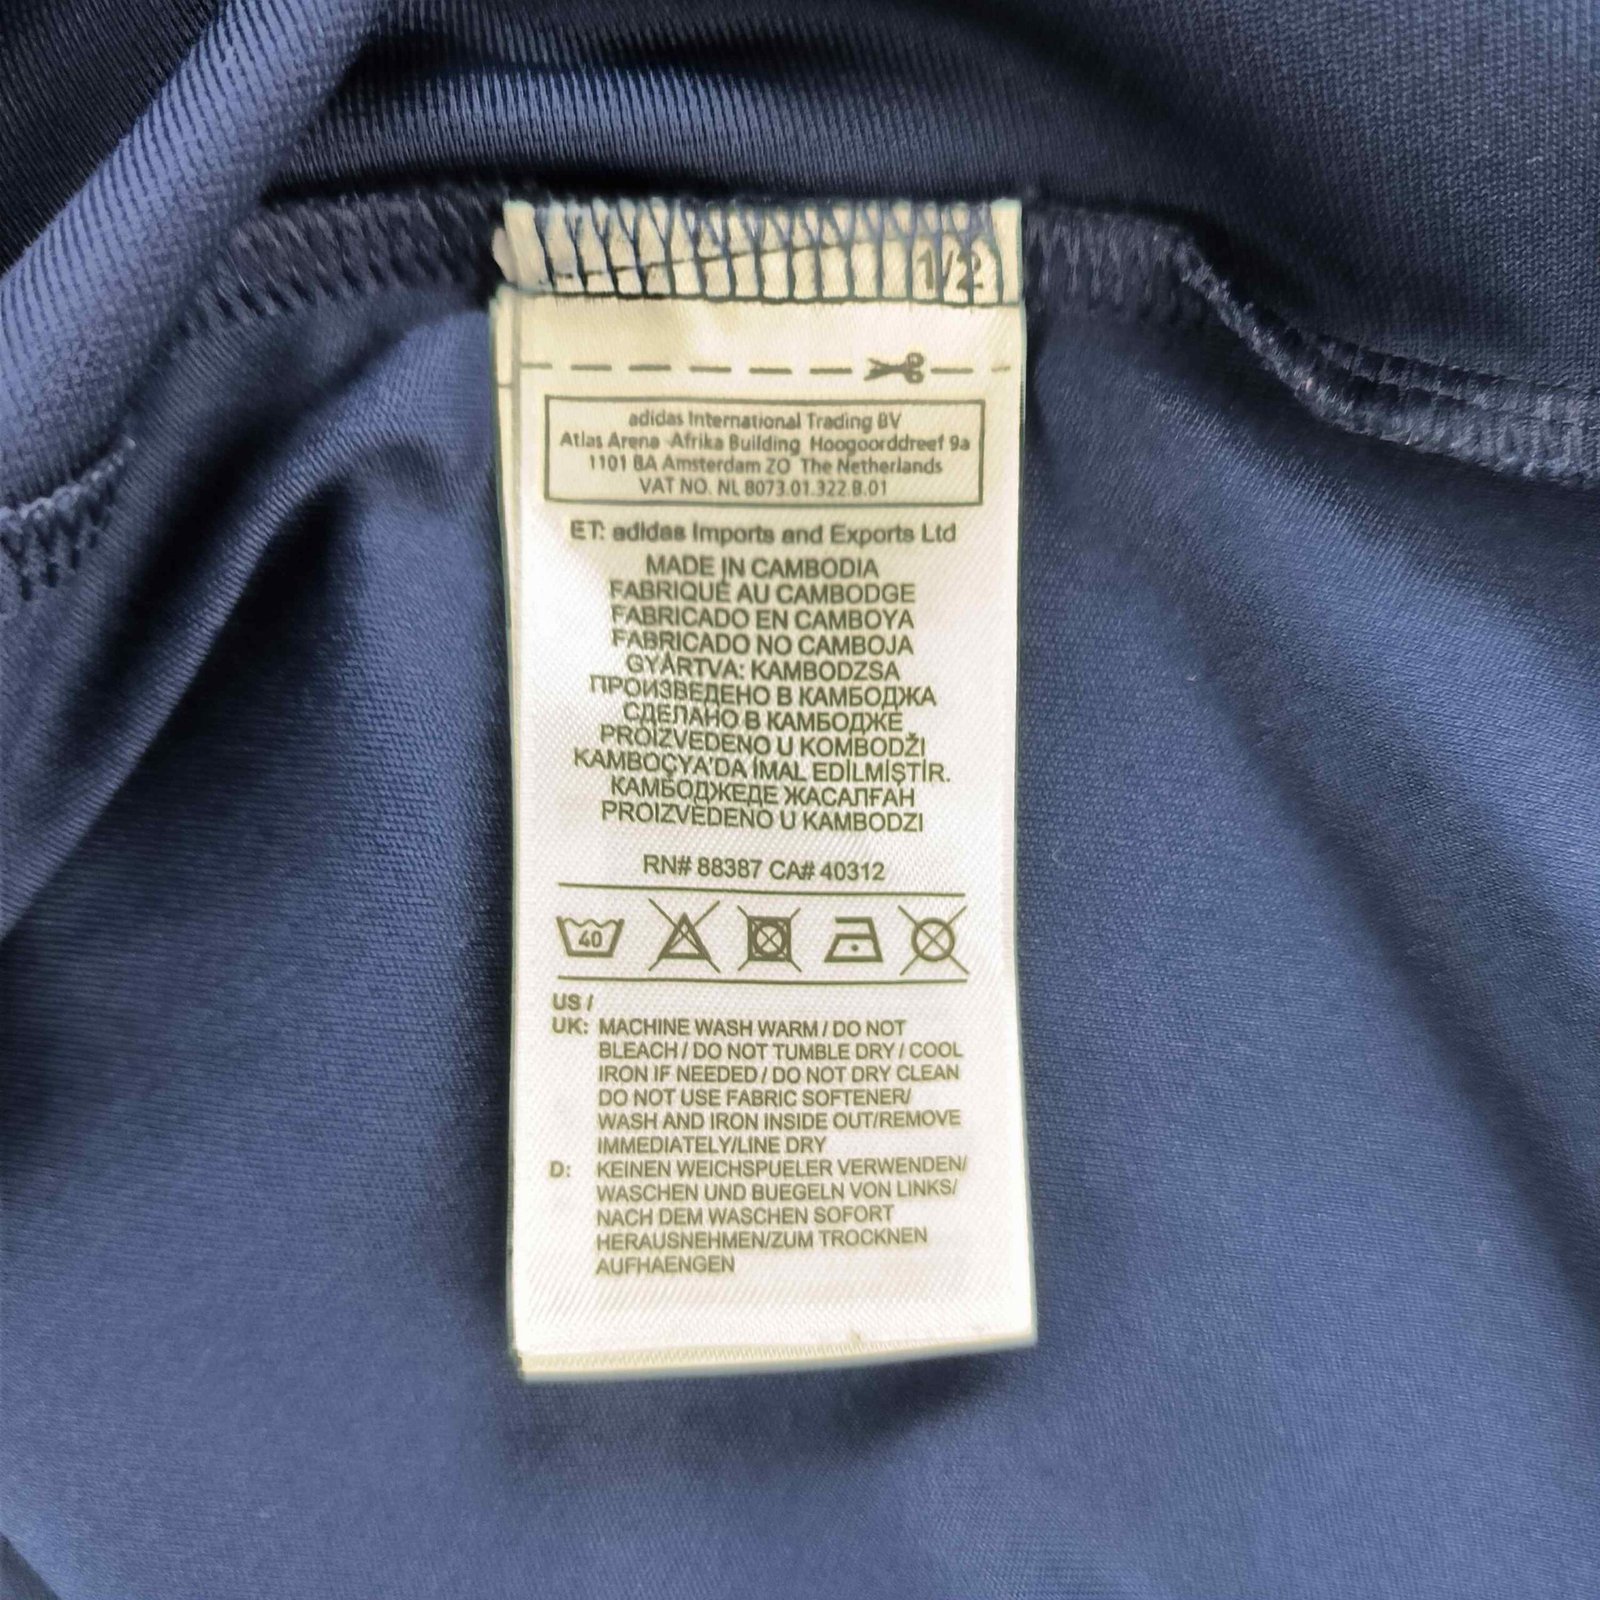 1/2
adidas International Trading BV
Atlas Arena Afrika Building Hoogoorddreef 9a
1101 BA Amsterdam ZO The Netherlands
VAT NO. NL 8073.01.322.B.01
ET: adidas Imports and Exports Ltd
MADE IN CAMBODIA
FABRIQUÉ AU CAMBODGE
FABRICADO EN CAMBOYA
FABRICADO NO CAMBOJA
GYÁRTVA: KAMBODZSA
ПРОИЗВЕДЕНО В КАМБОДЖА
СДЕЛАНО В КАМБОДЖЕ
PROIZVEDENO U KOMBODŽI
KAMBOÇYA'DA İMAL EDİLMİŞTİR.
КАМБОДЖЕДЕ ЖАСАЛҒАН
PROIZVEDENO U KAMBODZI
RN# 88387 CA# 40312
40
US /
UK: MACHINE WASH WARM / DO NOT
BLEACH / DO NOT TUMBLE DRY / COOL
IRON IF NEEDED / DO NOT DRY CLEAN
DO NOT USE FABRIC SOFTENER/
WASH AND IRON INSIDE OUT/REMOVE
IMMEDIATELY/LINE DRY
D: KEINEN WEICHSPUELER VERWENDEN/
WASCHEN UND BUEGELN VON LINKS/
NACH DEM WASCHEN SOFORT
HERAUSNEHMEN/ZUM TROCKNEN
AUFHAENGEN